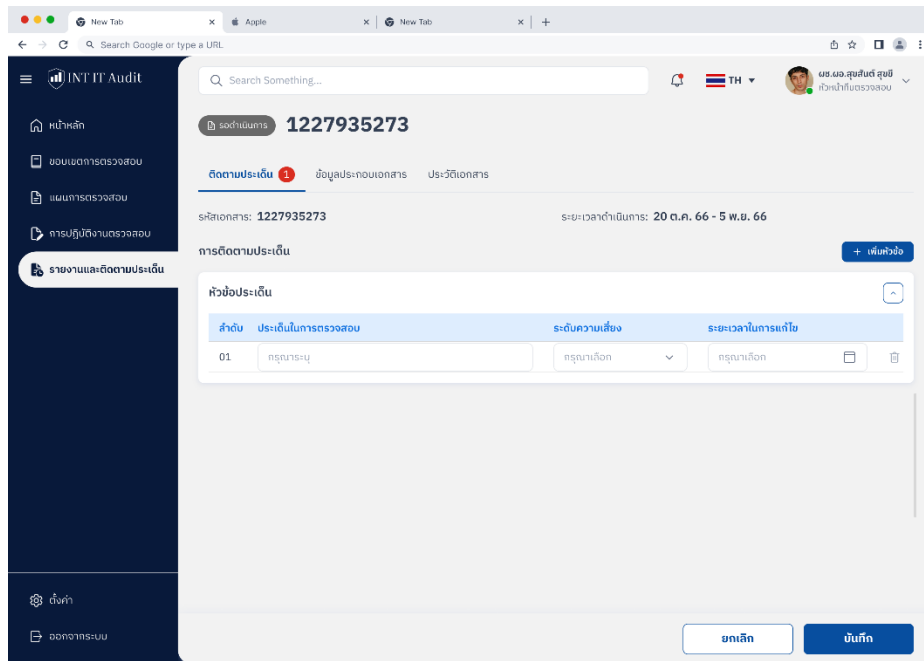 New Tab
Apple
New Tab
Search Google or type a URL
INT IT Audit
Search Something...
TH
ผช.ผอ.สุขสันต์ สุขขี
หัวหน้าทีมตรวจสอบ
หน้าหลัก
ขอบเขตการตรวจสอบ
แผนการตรวจสอบ
การปฏิบัติงานตรวจสอบ
รายงานและติดตามประเด็น
ตั้งค่า
ออกจากระบบ
รอดำเนินการ 1227935273
ติดตามประเด็น 1 ข้อมูลประกอบเอกสาร ประวัติเอกสาร
รหัสเอกสาร: 1227935273 ระยะเวลาดำเนินการ: 20 ต.ค. 66 - 5 พ.ย. 66
การติดตามประเด็น + เพิ่มหัวข้อ
หัวข้อประเด็น
ลำดับ ประเด็นในการตรวจสอบ ระดับความเสี่ยง ระยะเวลาในการแก้ไข
01 กรุณาระบุ กรุณาเลือก กรุณาเลือก
ยกเลิก บันทึก